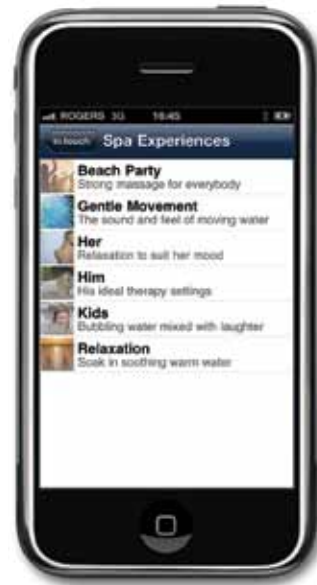 ROGERS 3G 16:45
in.touch Spa Experiences
Beach Party
Strong massage for everybody
Gentle Movement
The sound and feel of moving water
Her
Relaxation to suit her mood
Him
His ideal therapy settings
Kids
Bubbling water mixed with laughter
Relaxation
Soak in soothing warm water